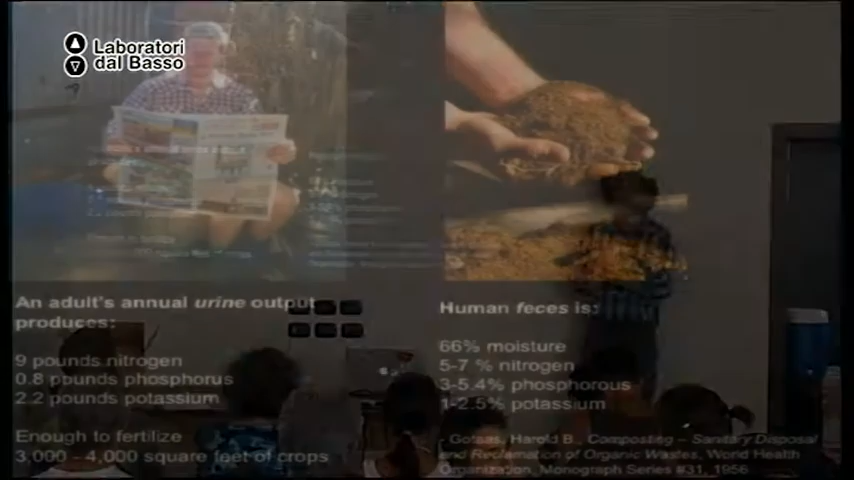 Laboratori
dal Basso
An adult's annual urine output
produces:
9 pounds nitrogen
0.8 pounds phosphorus
2.2 pounds potassium
Enough to fertilize
3,000 - 4,000 square feet of crops
Human feces is:
66% moisture
5-7 % nitrogen
3-5.4% phosphorous
1-2.5% potassium
- Gotaas, Harold B., Composting – Sanitary Disposal
and Reclamation of Organic Wastes, World Health
Organization, Monograph Series #31, 1956